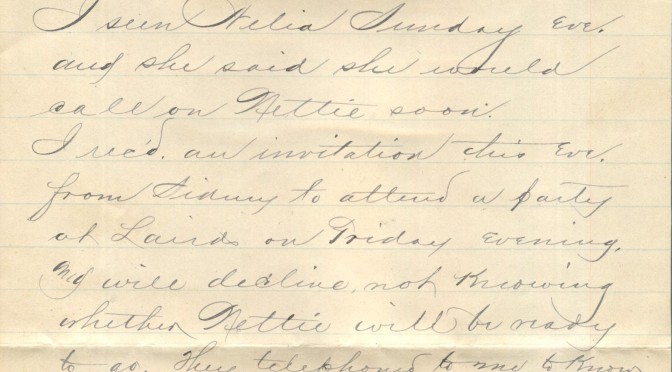 I seen Nelia Sunday Eve.
and she said she would
call on Nettie soon.
I rec'd. an invitation this Eve.
from Sidney to attend a party
at Lairds on Friday evening.
and will decline, not knowing
whether Nettie will be ready
to go. They telephoned to me to know